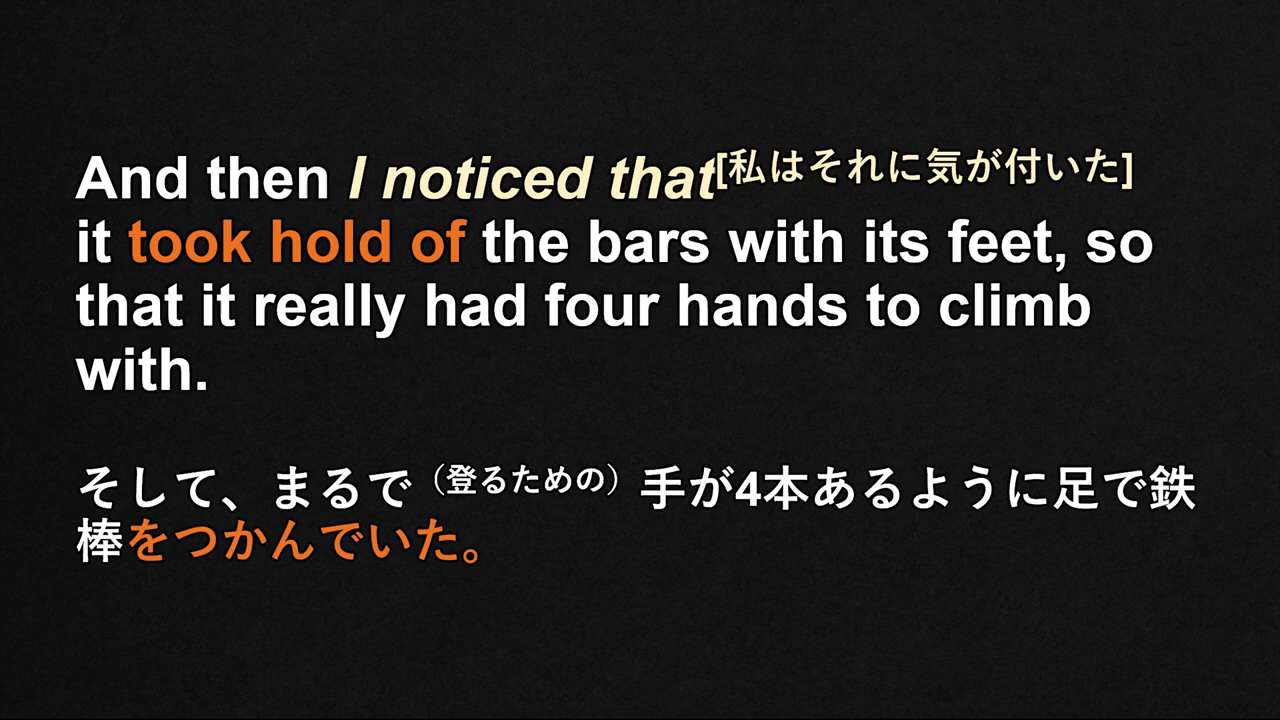 And then I noticed that[私はそれに気が付いた]
it took hold of the bars with its feet, so
that it really had four hands to climb
with.
そして、まるで（登るための）手が4本あるように足で鉄
棒をつかんでいた。